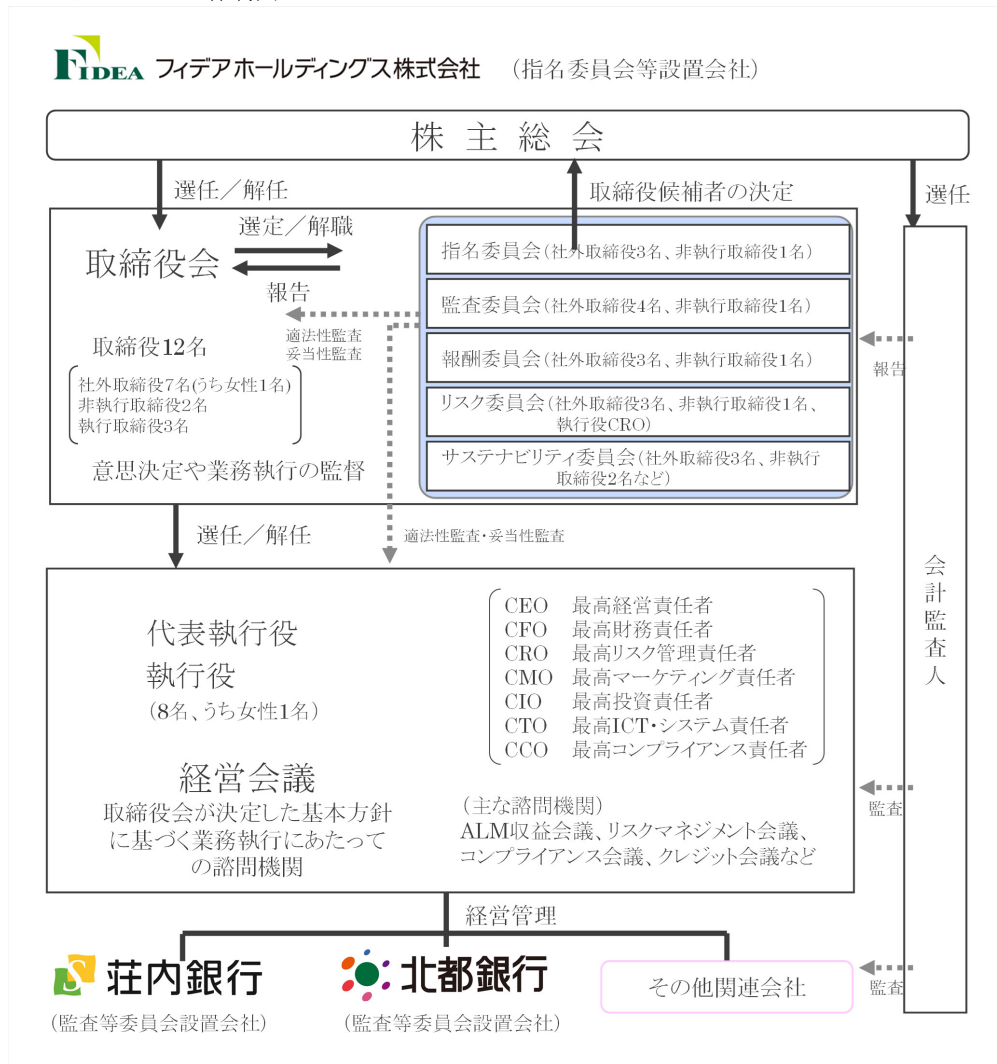 FIDEA フィデアホールディングス株式会社 (指名委員会等設置会社)
株主総会
選任/解任
取締役候補者の決定
選任
選定/解職
取締役会
報告
適法性監査
妥当性監査
取締役12名
社外取締役7名(うち女性1名)
非執行取締役2名
執行取締役3名
意思決定や業務執行の監督
指名委員会(社外取締役3名、非執行取締役1名)
監査委員会(社外取締役4名、非執行取締役1名)
報酬委員会(社外取締役3名、非執行取締役1名)
リスク委員会(社外取締役3名、非執行取締役1名、
執行役CRO)
サステナビリティ委員会(社外取締役3名、非執行
取締役2名など)
報告
選任/解任
適法性監査・妥当性監査
会計監査人
代表執行役
執行役
(8名、うち女性1名)
CEO 最高経営責任者
CFO 最高財務責任者
CRO 最高リスク管理責任者
CMO 最高マーケティング責任者
CIO 最高投資責任者
CTO 最高ICT・システム責任者
CCO 最高コンプライアンス責任者
経営会議
取締役会が決定した基本方針
に基づく業務執行にあたって
の諮問機関
(主な諮問機関)
ALM収益会議、リスクマネジメント会議、
コンプライアンス会議、クレジット会議など
監査
経営管理
荘内銀行
(監査等委員会設置会社)
北都銀行
(監査等委員会設置会社)
その他関連会社
監査